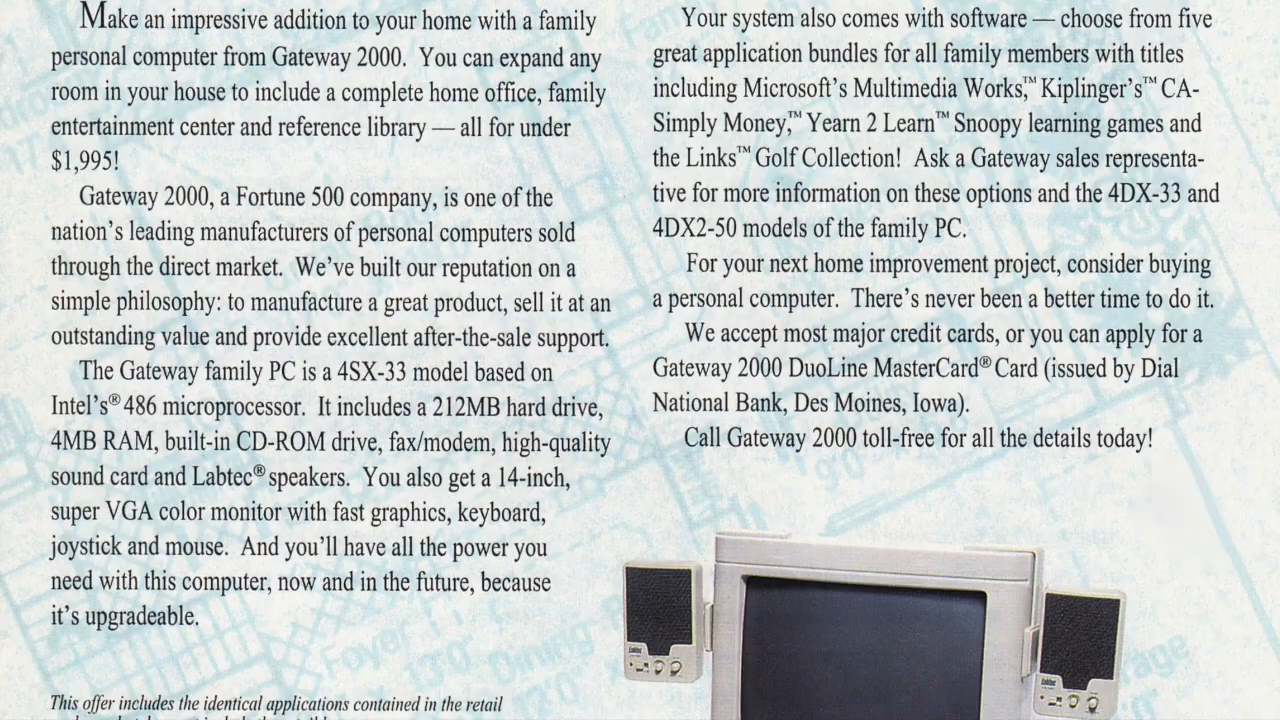 Make an impressive addition to your home with a family
personal computer from Gateway 2000. You can expand any
room in your house to include a complete home office, family
entertainment center and reference library — all for under
$1,995!
Gateway 2000, a Fortune 500 company, is one of the
nation's leading manufacturers of personal computers sold
through the direct market. We've built our reputation on a
simple philosophy: to manufacture a great product, sell it at an
outstanding value and provide excellent after-the-sale support.
The Gateway family PC is a 4SX-33 model based on
Intel's® 486 microprocessor. It includes a 212MB hard drive,
4MB RAM, built-in CD-ROM drive, fax/modem, high-quality
sound card and Labtec® speakers. You also get a 14-inch,
super VGA color monitor with fast graphics, keyboard,
joystick and mouse. And you'll have all the power you
need with this computer, now and in the future, because
it's upgradeable.
This offer includes the identical applications contained in the retail
Your system also comes with software — choose from five
great application bundles for all family members with titles
including Microsoft's Multimedia Works,™ Kiplinger's™ CA-
Simply Money,™ Yearn 2 Learn™ Snoopy learning games and
the Links™ Golf Collection! Ask a Gateway sales representa-
tive for more information on these options and the 4DX-33 and
4DX2-50 models of the family PC.
For your next home improvement project, consider buying
a personal computer. There's never been a better time to do it.
We accept most major credit cards, or you can apply for a
Gateway 2000 DuoLine MasterCard® Card (issued by Dial
National Bank, Des Moines, Iowa).
Call Gateway 2000 toll-free for all the details today!
Labtec
Labtec